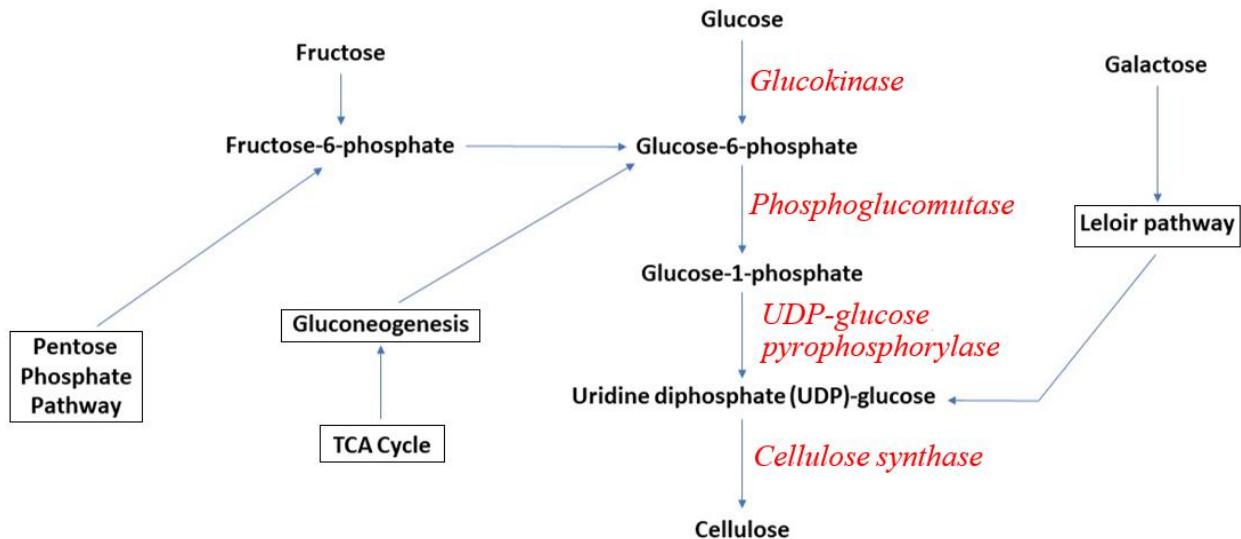 Glucose
Fructose
Galactose
Glucokinase
Fructose-6-phosphate
Glucose-6-phosphate
Phosphoglucomutase
Leloir pathway
Glucose-1-phosphate
Gluconeogenesis
UDP-glucose
pyrophosphorylase
Pentose
Phosphate
Pathway
Uridine diphosphate (UDP)-glucose
TCA Cycle
Cellulose synthase
Cellulose